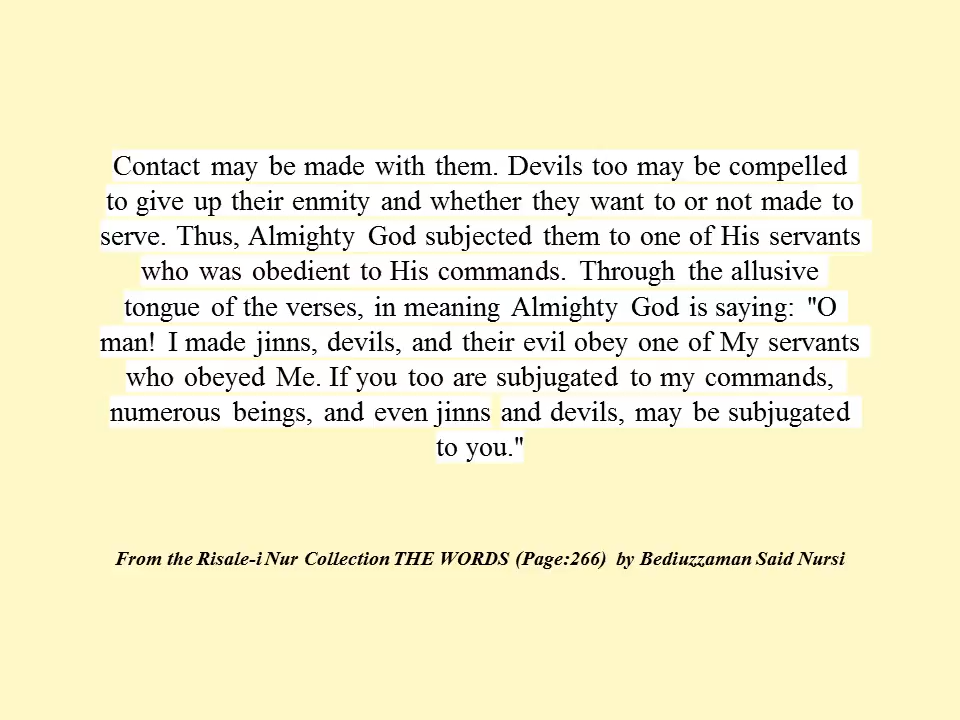 Contact may be made with them. Devils too may be compelled
to give up their enmity and whether they want to or not made to
serve. Thus, Almighty God subjected them to one of His servants
who was obedient to His commands. Through the allusive
tongue of the verses, in meaning Almighty God is saying: "O
man! I made jinns, devils, and their evil obey one of My servants
who obeyed Me. If you too are subjugated to my commands,
numerous beings, and even jinns and devils, may be subjugated
to you."
From the Risale-i Nur Collection THE WORDS (Page:266) by Bediuzzaman Said Nursi